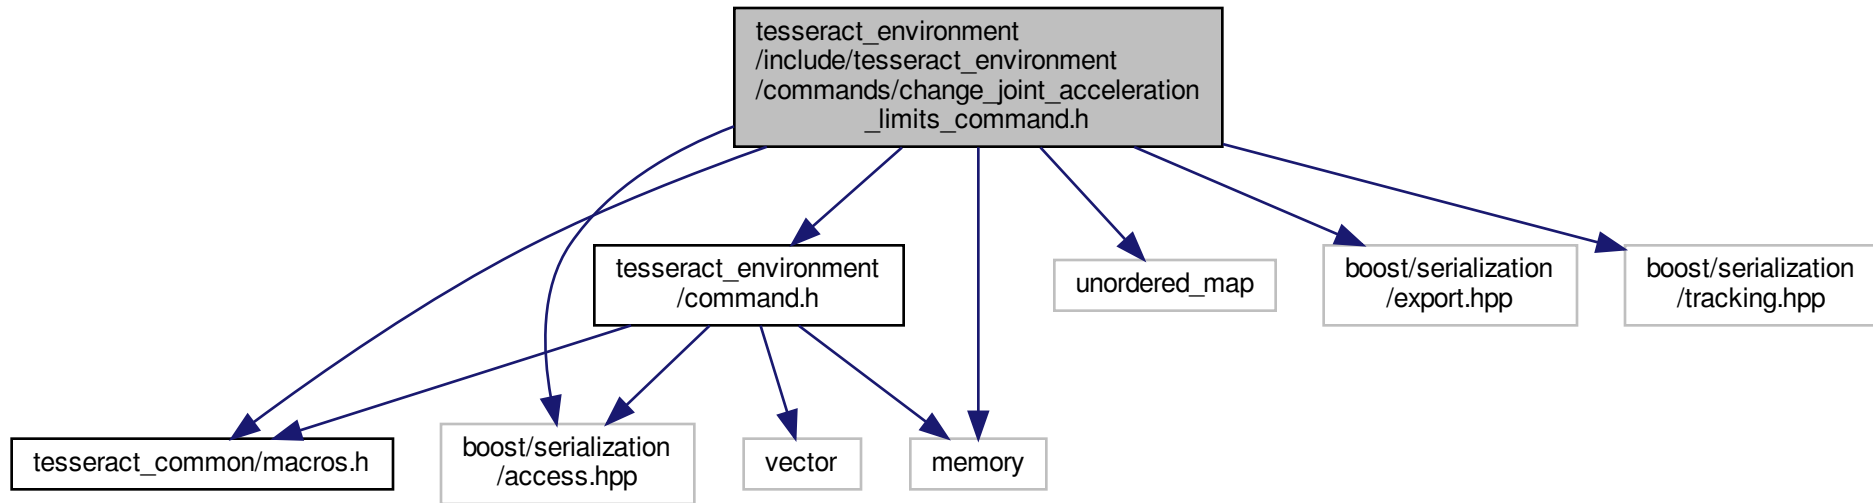 tesseract_environment
/include/tesseract_environment
/commands/change_joint_acceleration
_limits_command.h
tesseract_environment
/command.h
unordered_map
boost/serialization
/export.hpp
boost/serialization
/tracking.hpp
tesseract_common/macros.h
boost/serialization
/access.hpp
vector
memory